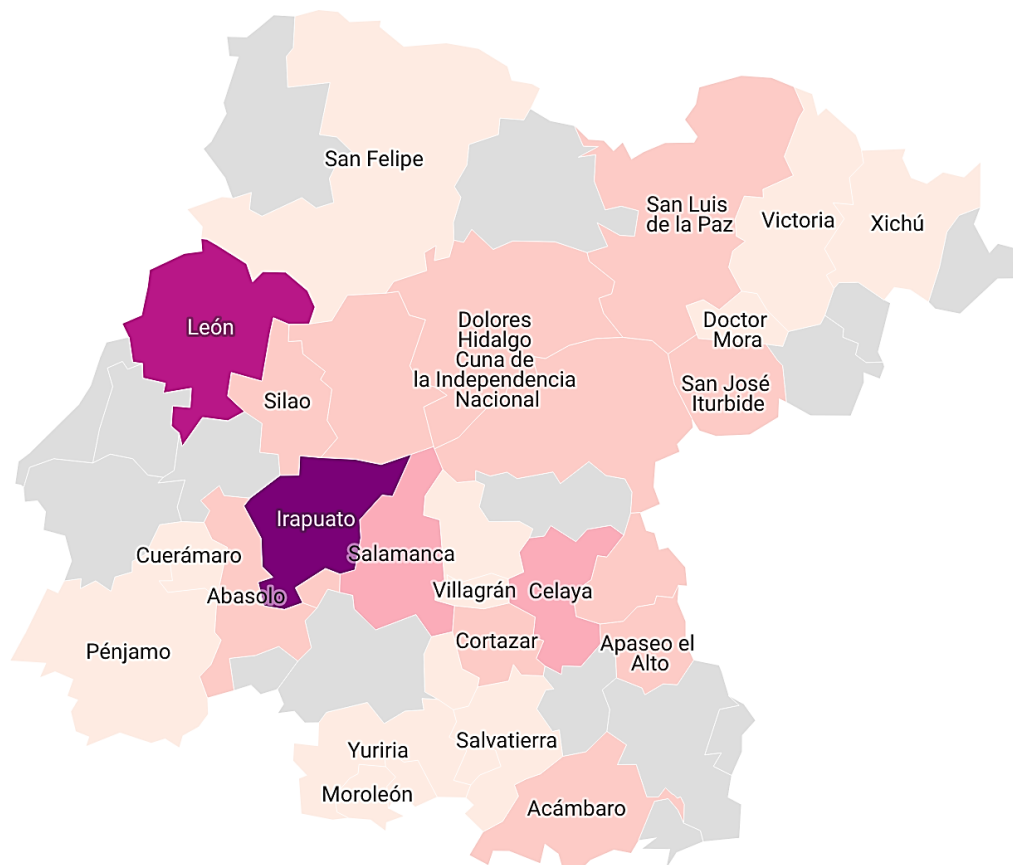 San Felipe
San Luis
de la Paz
Victoria
Xichú
León
Dolores
Hidalgo
Cuna de
la Independencia
Nacional
Doctor
Mora
Silao
San José
Iturbide
Irapuato
Cuerámaro
Salamanca
Abasolo
Villagrán
Celaya
Pénjamo
Cortazar
Apaseo el
Alto
Yuriria
Salvatierra
Moroleón
Acámbaro